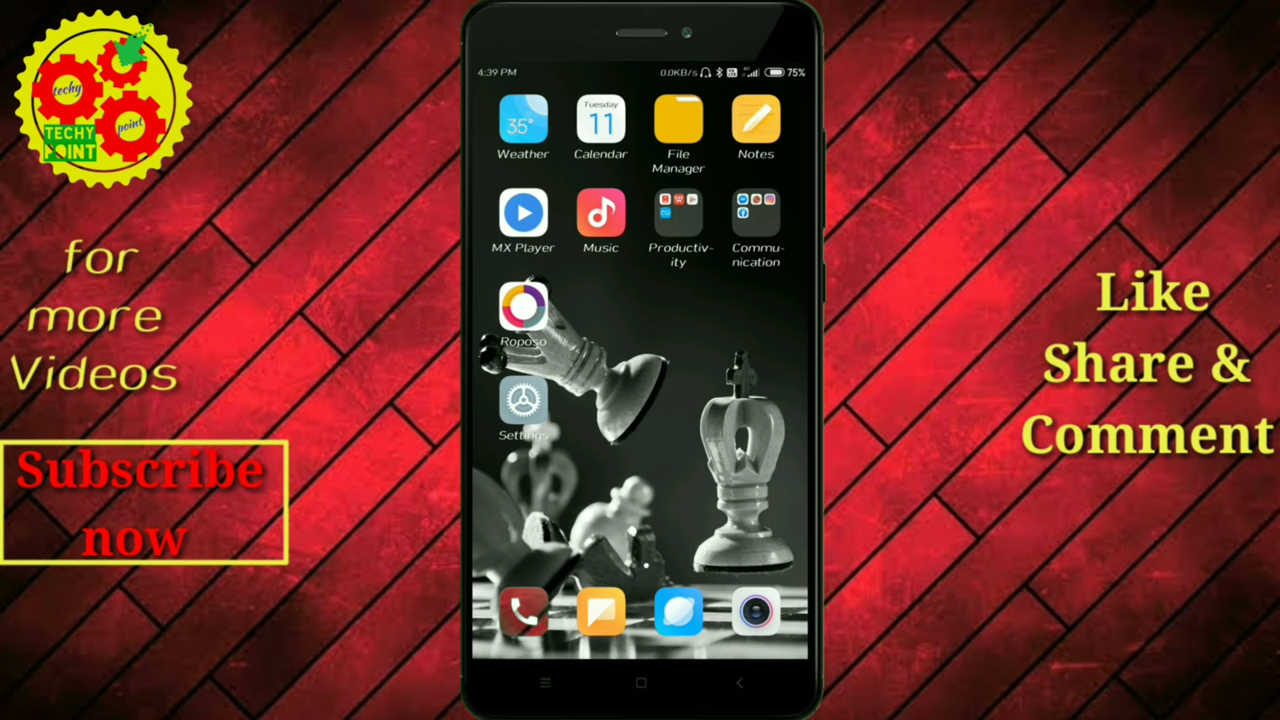 techy
point
TECHY
POINT
for
more
Videos
Subscribe
now
4:39 PM
0.0KB/s
4G
75%
35°
Tuesday
11
Weather
Calendar
File
Manager
Notes
MX Player
Music
Productiv-
ity
Commu-
nication
Roposo
Settings
Like
Share &
Comment